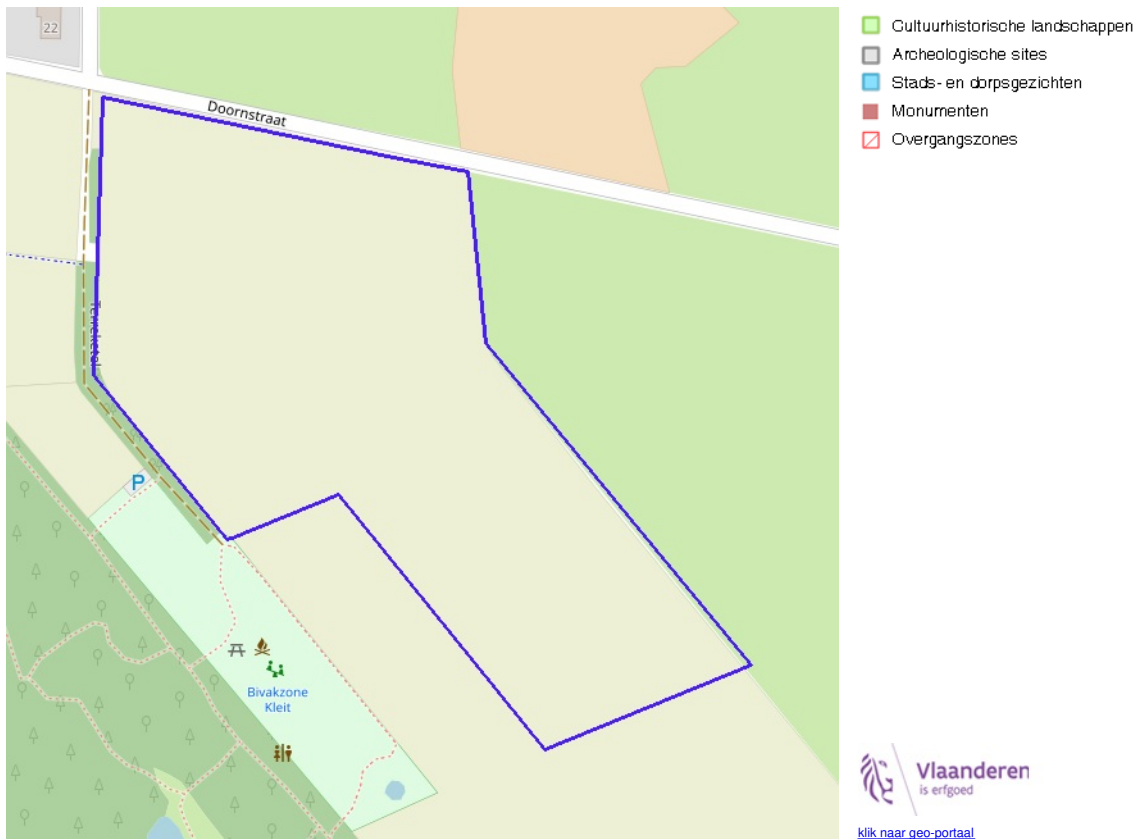 22
Doornstraat
P
Bivakzone
Kleit
Cultuurhistorische landschappen
Archeologische sites
Stads- en dorpsgezichten
Monumenten
Overgangszones
Vlaanderen
is erfgoed
klik naar geo-portaal